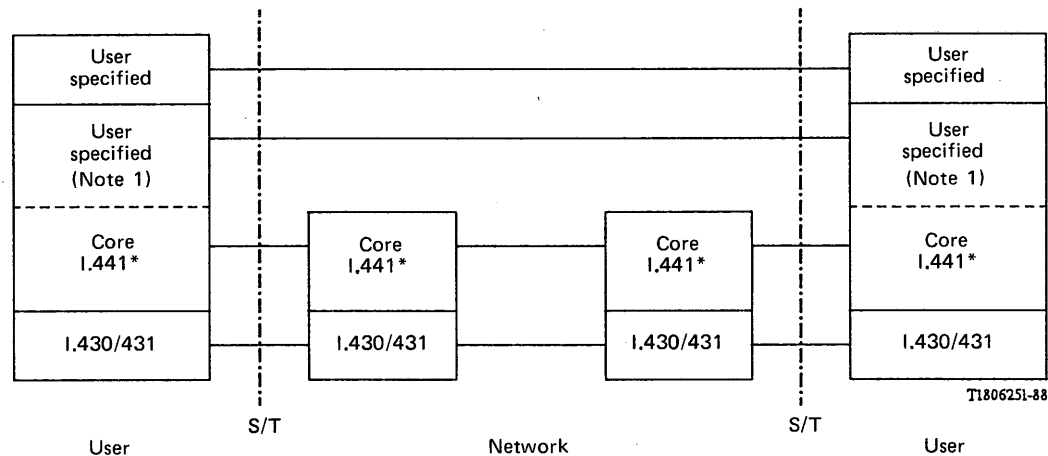 User
specified
User
specified
User
specified
(Note 1)
User
specified
(Note 1)
Core
I.441*
Core
I.441*
Core
I.441*
Core
I.441*
I.430/431
I.430/431
I.430/431
I.430/431
T1806251-88
S/T
S/T
User
Network
User